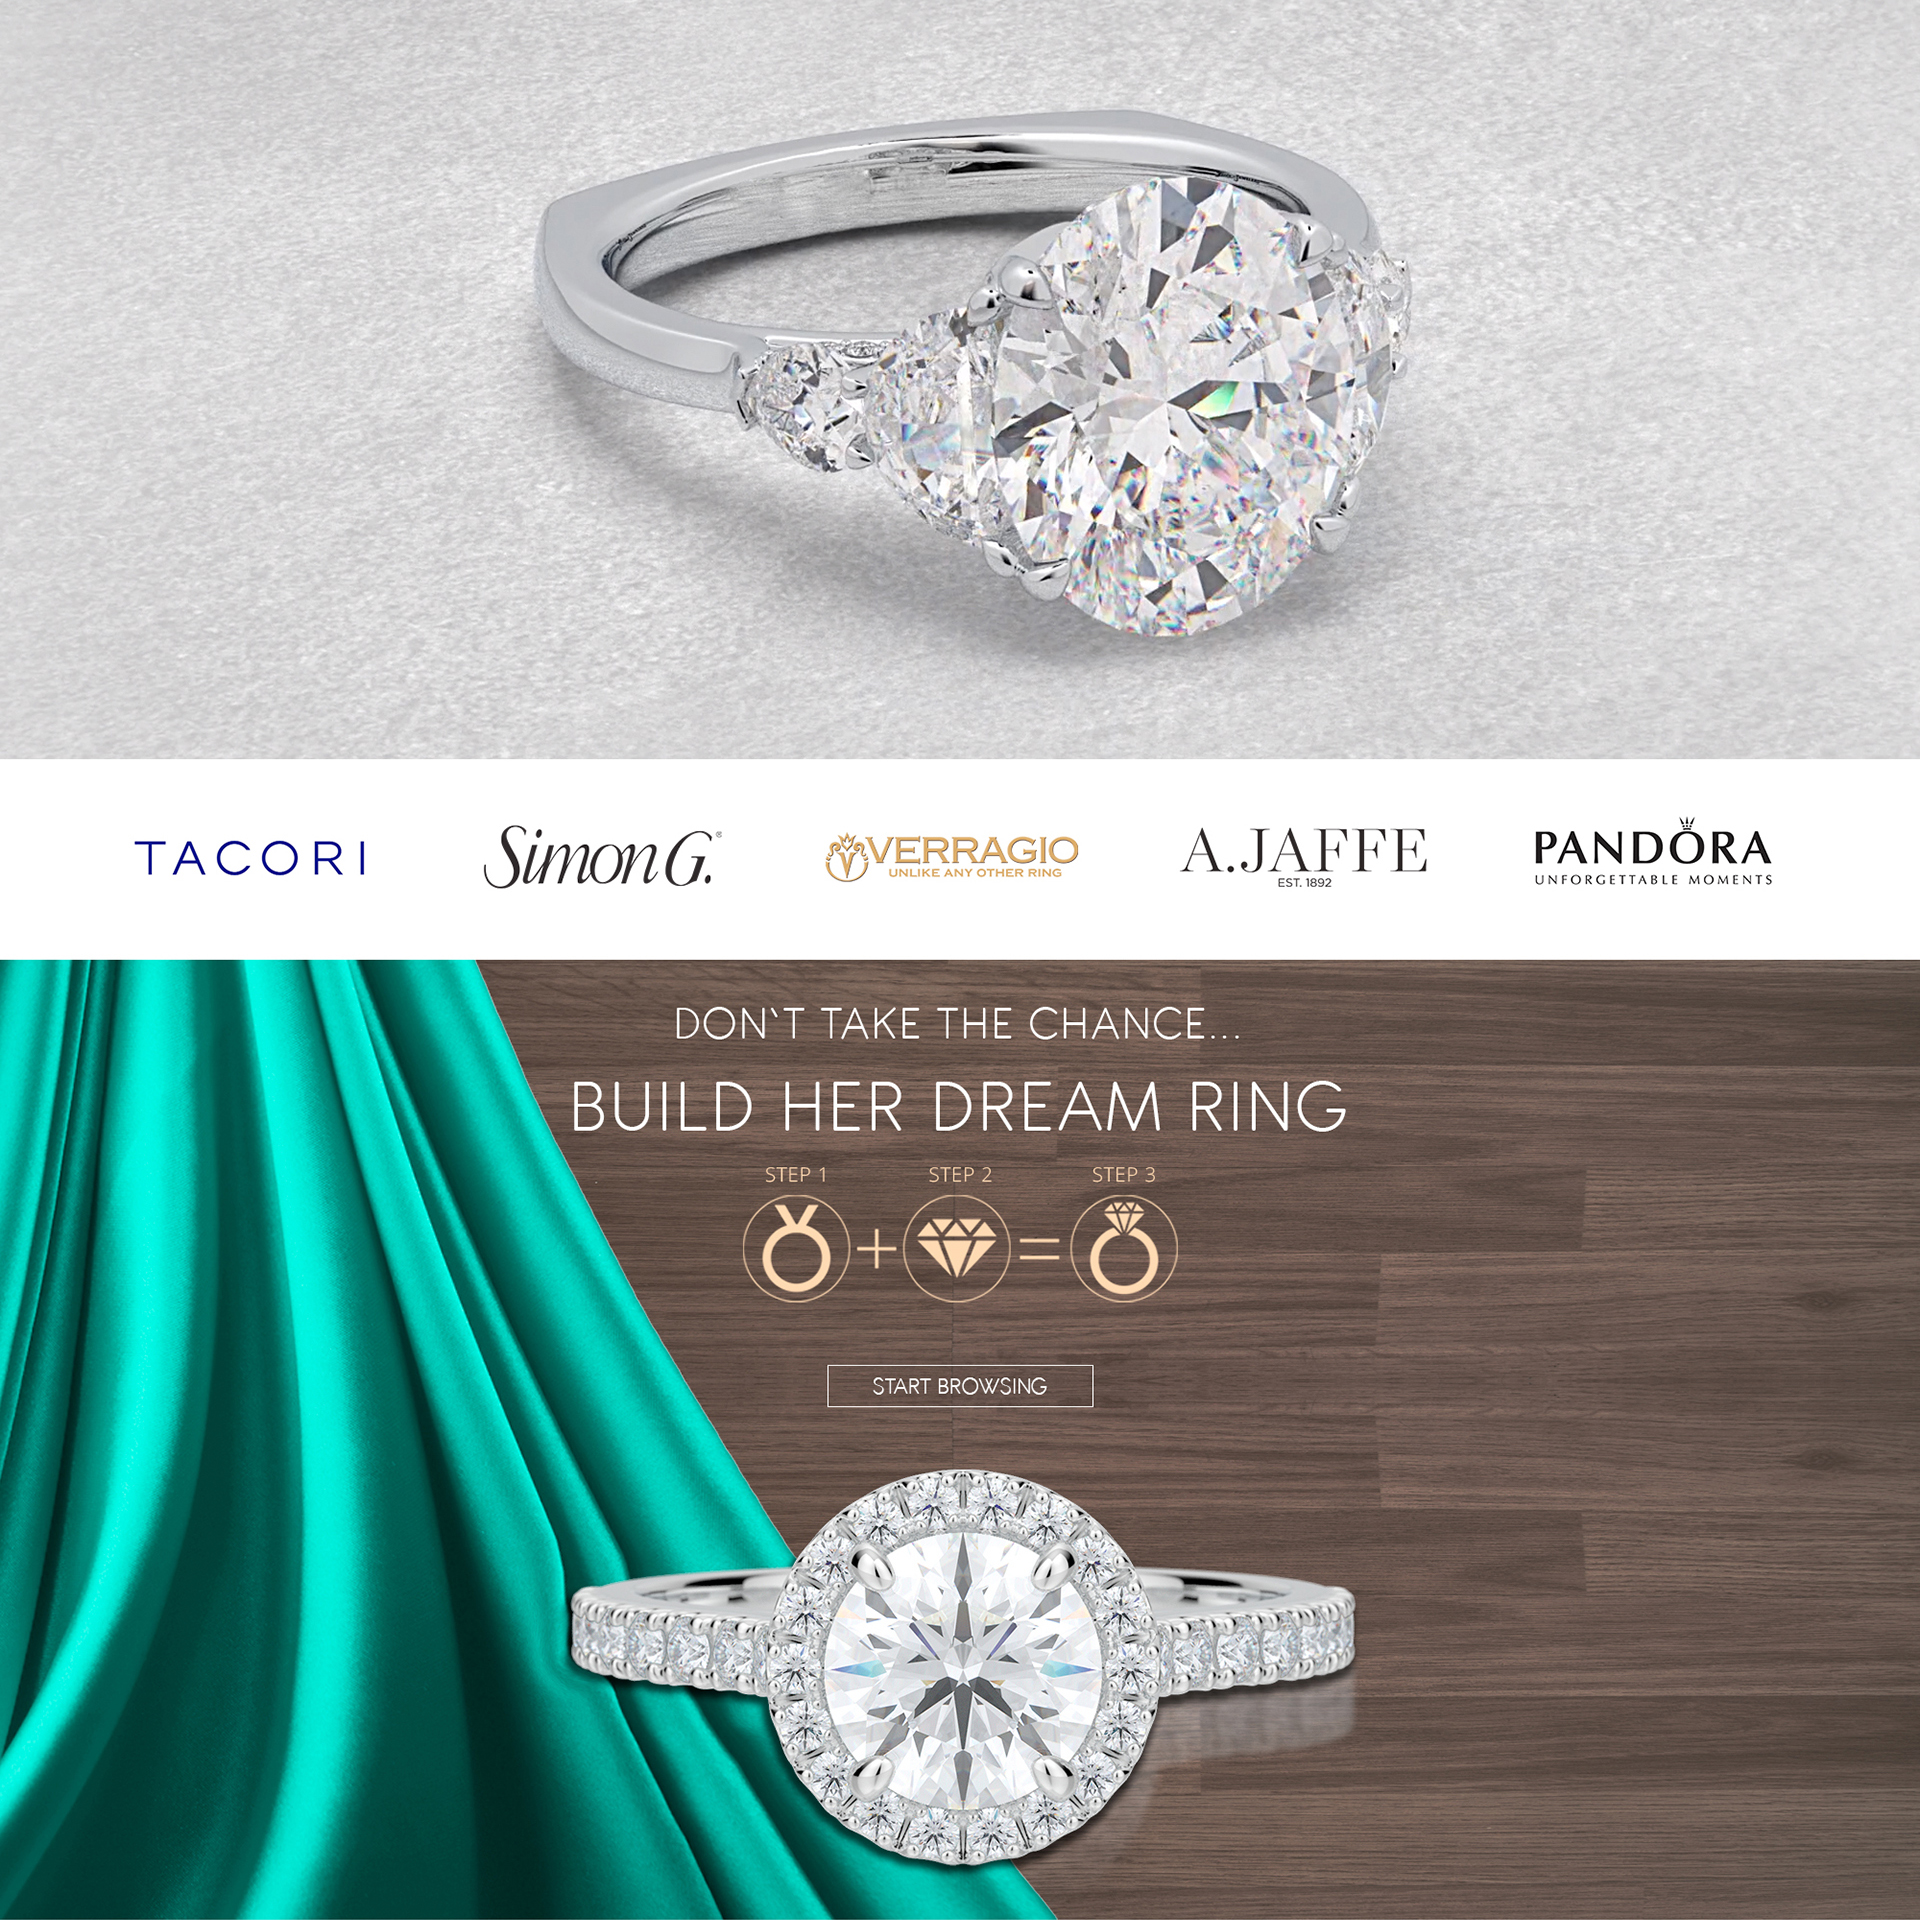 TACORI
Simon G.®
VERRAGIO
UNLIKE ANY OTHER RING
A.JAFFE
EST. 1892
PANDÓRA
UNFORGETTABLE MOMENTS
DON`T TAKE THE CHANCE...
BUILD HER DREAM RING
STEP 1 STEP 2 STEP 3
+ =
START BROWSING